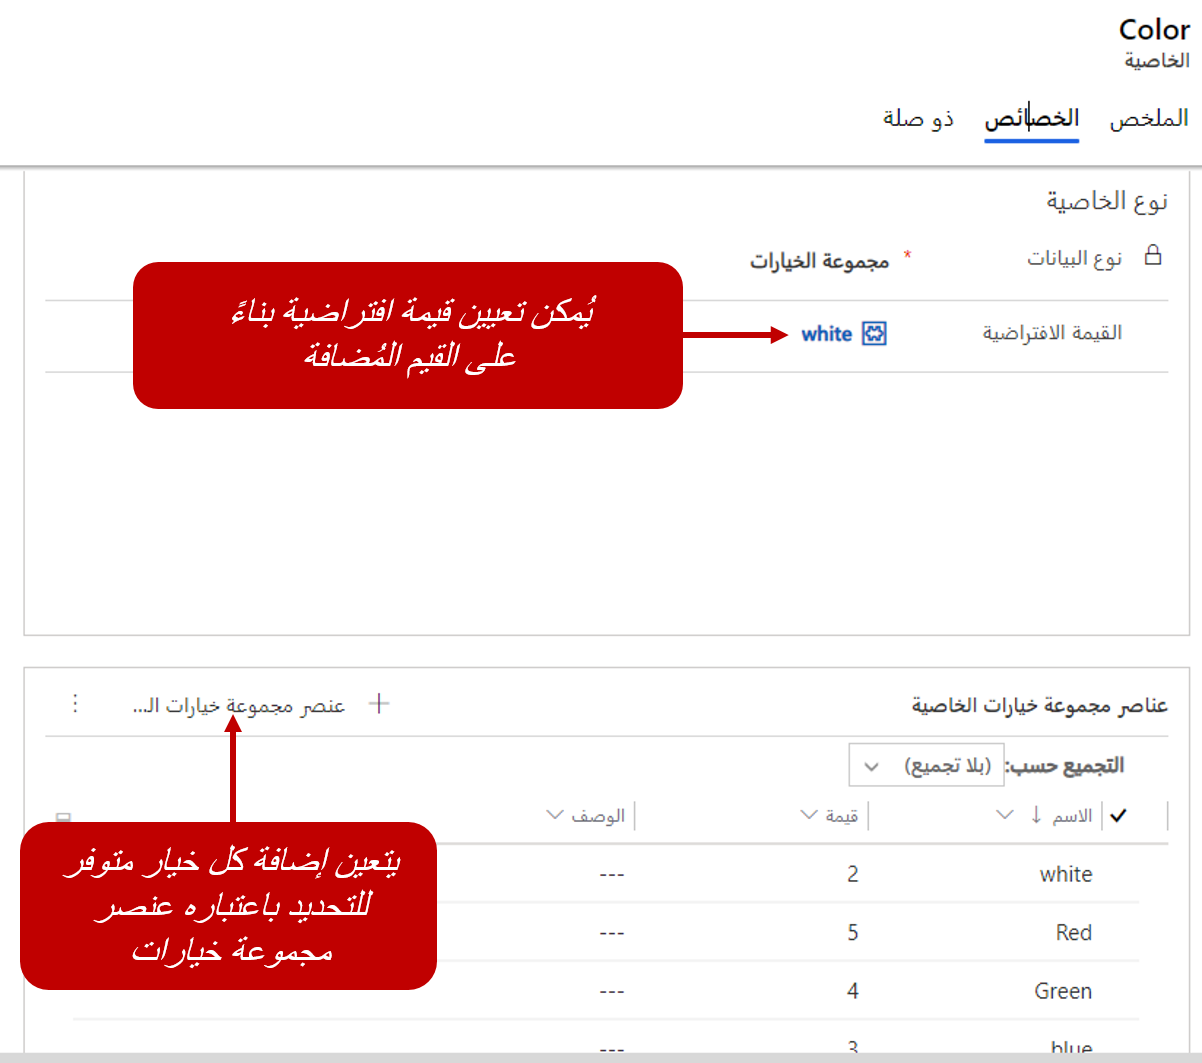 Color
الخاصية
الملخص الخصائص ذو صلة
نوع الخاصية
نوع البيانات * مجموعة الخيارات
القيمة الافتراضية white
يُمكن تعيين قيمة افتراضية بناءً
على القيم المُضافة
عناصر مجموعة خيارات الخاصية + عنصر مجموعة خيارات الـ...
التجميع حسب: (بلا تجميع)
الاسم ↓ قيمة الوصف
white 2 ---
Red 5 ---
Green 4 ---
blue 3 ---
يتعين إضافة كل خيار متوفر
للتحديد باعتباره عنصر
مجموعة خيارات